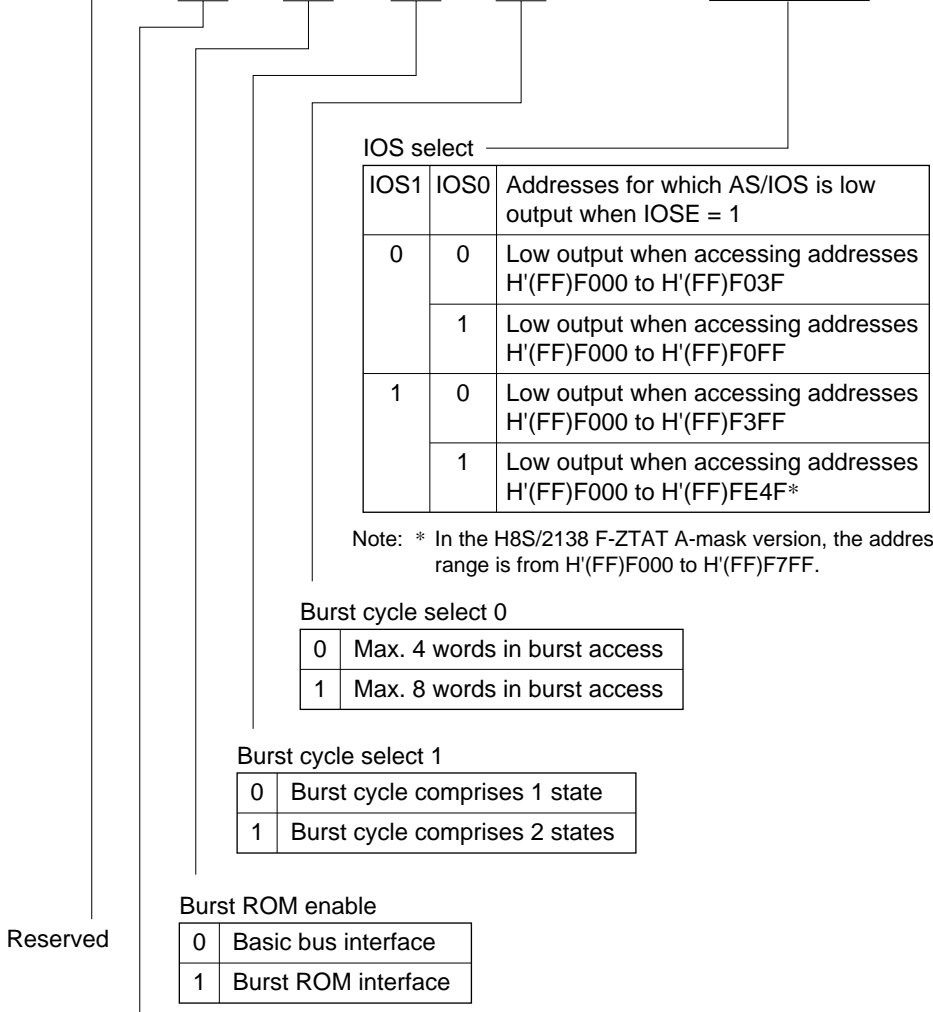 IOS select
IOS1 IOS0 Addresses for which AS/IOS is low
output when IOSE = 1
0 0 Low output when accessing addresses
H'(FF)F000 to H'(FF)F03F
1 Low output when accessing addresses
H'(FF)F000 to H'(FF)F0FF
1 0 Low output when accessing addresses
H'(FF)F000 to H'(FF)F3FF
1 Low output when accessing addresses
H'(FF)F000 to H'(FF)FE4F*
Note: * In the H8S/2138 F-ZTAT A-mask version, the addres
range is from H'(FF)F000 to H'(FF)F7FF.
Burst cycle select 0
0 Max. 4 words in burst access
1 Max. 8 words in burst access
Burst cycle select 1
0 Burst cycle comprises 1 state
1 Burst cycle comprises 2 states
Burst ROM enable
Reserved
0 Basic bus interface
1 Burst ROM interface